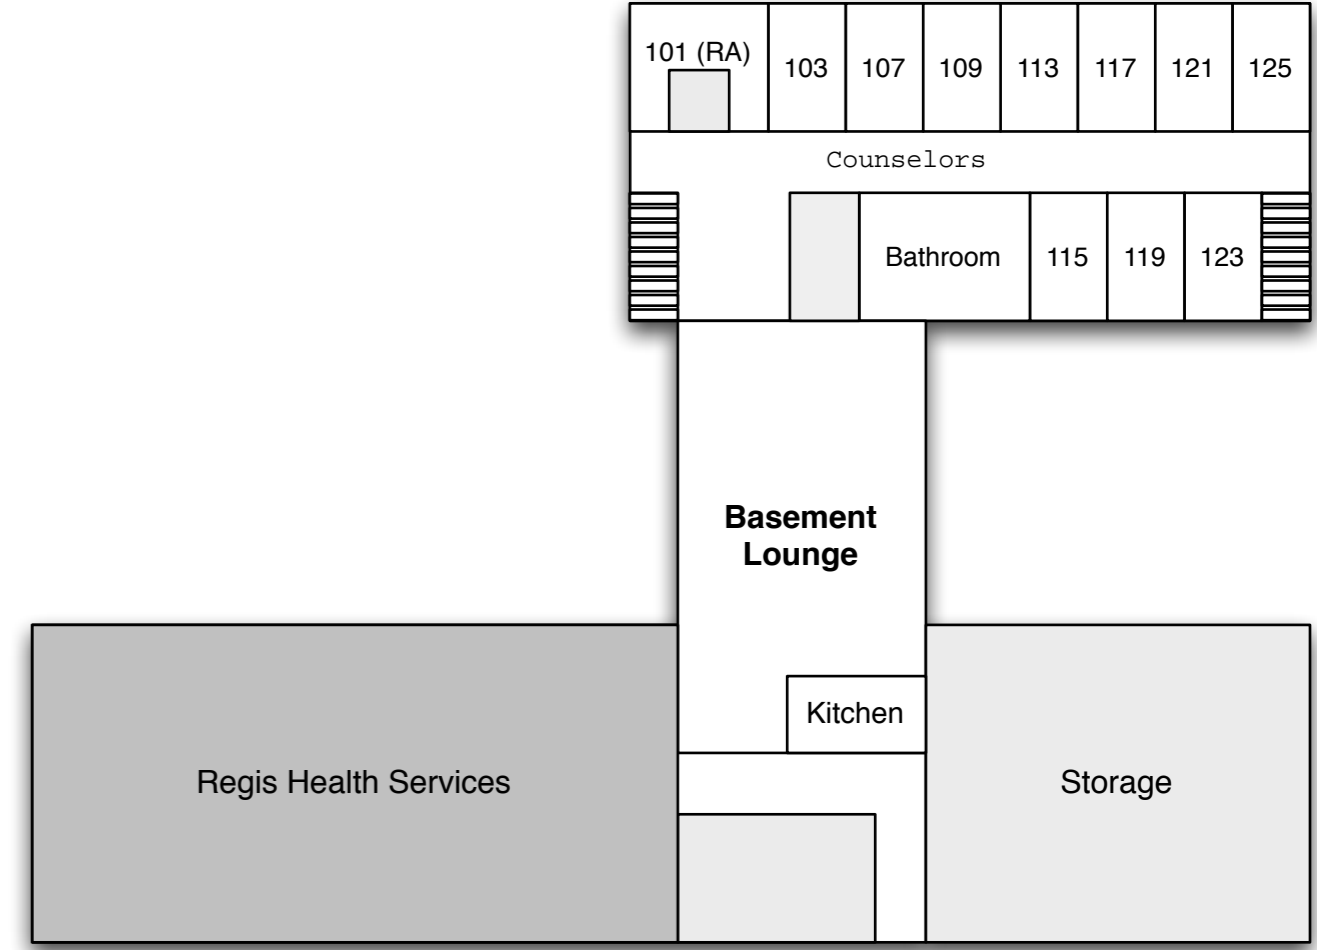 101 (RA)
103
107
109
113
117
121
125
Counselors
Bathroom
115
119
123
Basement
Lounge
Kitchen
Regis Health Services
Storage